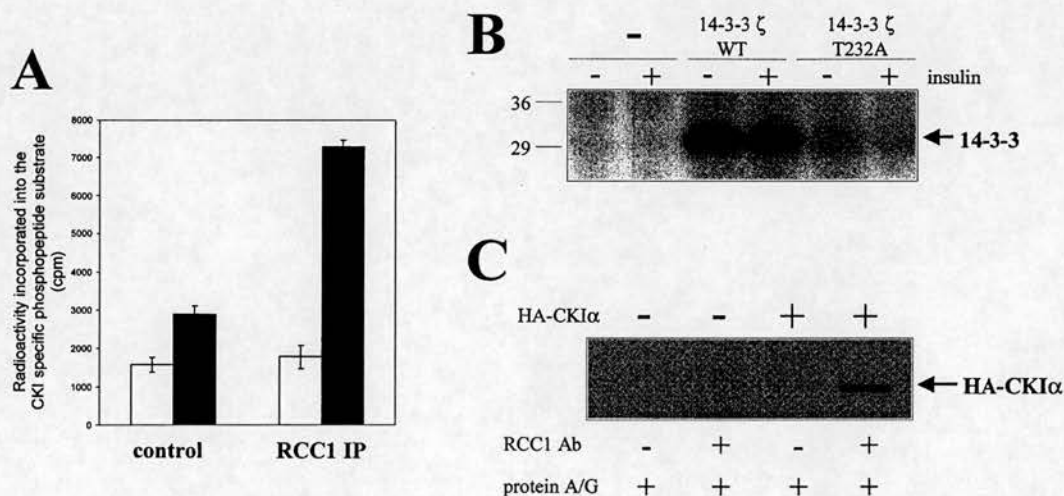 A
Radioactivity incorporated into the
CKI specific phosphopeptide substrate
(cpm)
8000
7000
6000
5000
4000
3000
2000
1000
0
control RCC1 IP
B
- 14-3-3 ζ WT 14-3-3 ζ T232A
- + - + - + insulin
36
29
14-3-3
C
HA-CKIα - - + +
HA-CKIα
RCC1 Ab - + - +
protein A/G + + + +